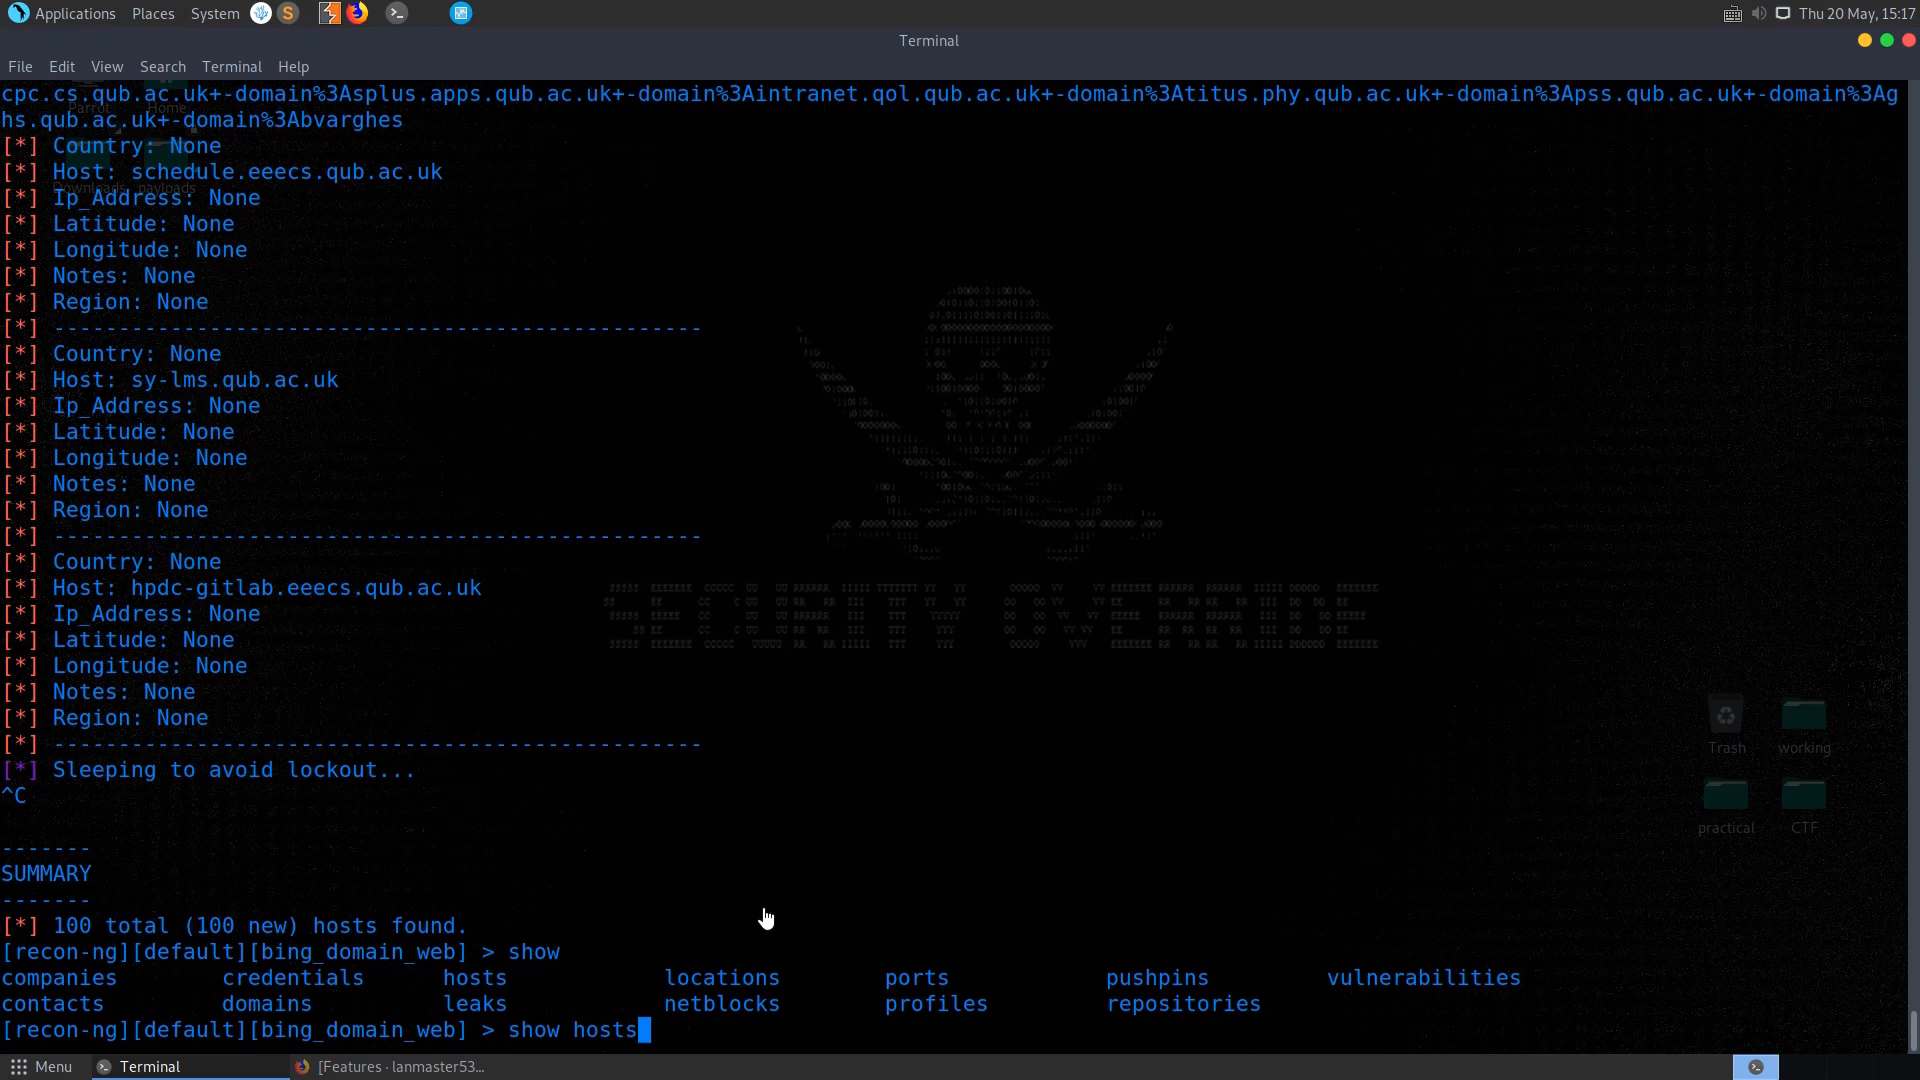 Applications Places System Thu 20 May, 15:17
Terminal
File Edit View Search Terminal Help
cpc.cs.qub.ac.uk+-domain%3Asplus.apps.qub.ac.uk+-domain%3Aintranet.qol.qub.ac.uk+-domain%3Atitus.phy.qub.ac.uk+-domain%3Apss.qub.ac.uk+-domain%3Ag
Parrot Home
hs.qub.ac.uk+-domain%3Abvarghes
[*] Country: None
[*] Host: schedule.eeecs.qub.ac.uk
Downloads payloads
[*] Ip_Address: None
[*] Latitude: None
[*] Longitude: None
[*] Notes: None
[*] Region: None
[*] --------------------------------------------------
[*] Country: None
[*] Host: sy-lms.qub.ac.uk
[*] Ip_Address: None
[*] Latitude: None
[*] Longitude: None
[*] Notes: None
[*] Region: None
[*] --------------------------------------------------
[*] Country: None
[*] Host: hpdc-gitlab.eeecs.qub.ac.uk
[*] Ip_Address: None
[*] Latitude: None
[*] Longitude: None
[*] Notes: None
[*] Region: None
[*] --------------------------------------------------
[*] Sleeping to avoid lockout...
^C
-------
SUMMARY
-------
[*] 100 total (100 new) hosts found.
[recon-ng][default][bing_domain_web] > show
companies credentials hosts locations ports pushpins vulnerabilities
contacts domains leaks netblocks profiles repositories
[recon-ng][default][bing_domain_web] > show hosts
SECURITY OVERRIDE
Trash working
practical CTF
Menu Terminal [Features · lanmaster53...